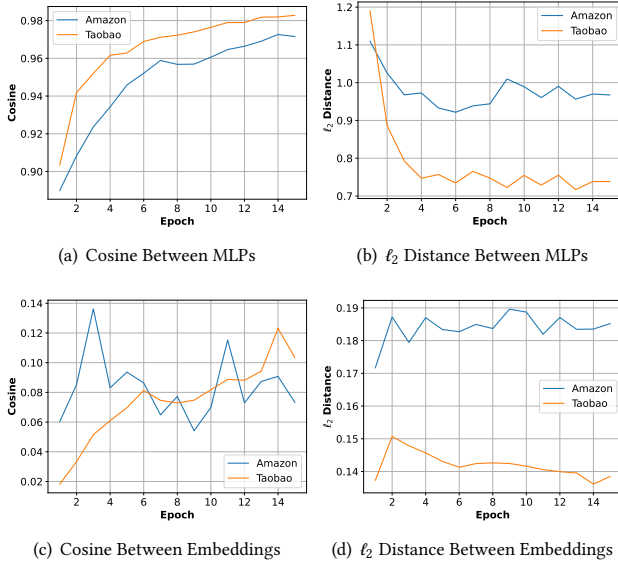 0.98
0.96
0.94
0.92
0.90
Cosine
Amazon
Taobao
2 4 6 8 10 12 14
Epoch
(a) Cosine Between MLPs
1.2
1.1
1.0
0.9
0.8
0.7
ℓ₂ Distance
Amazon
Taobao
2 4 6 8 10 12 14
Epoch
(b) ℓ₂ Distance Between MLPs
0.14
0.12
0.10
0.08
0.06
0.04
0.02
Cosine
Amazon
Taobao
2 4 6 8 10 12 14
Epoch
(c) Cosine Between Embeddings
0.19
0.18
0.17
0.16
0.15
0.14
ℓ₂ Distance
Amazon
Taobao
2 4 6 8 10 12 14
Epoch
(d) ℓ₂ Distance Between Embeddings